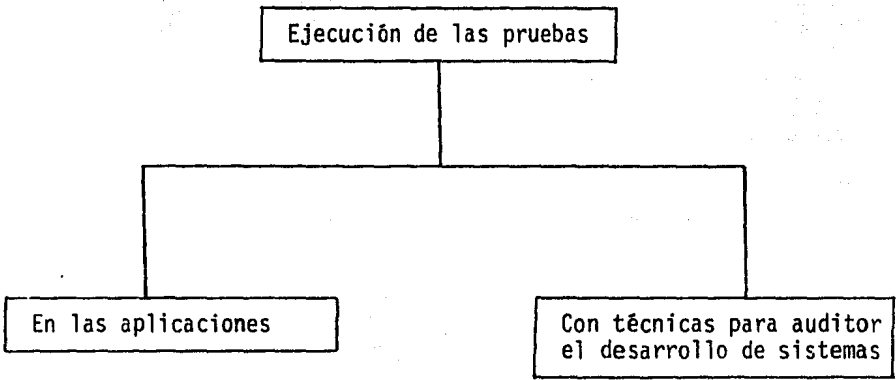 Ejecución de las pruebas
En las aplicaciones
Con técnicas para auditor
el desarrollo de sistemas